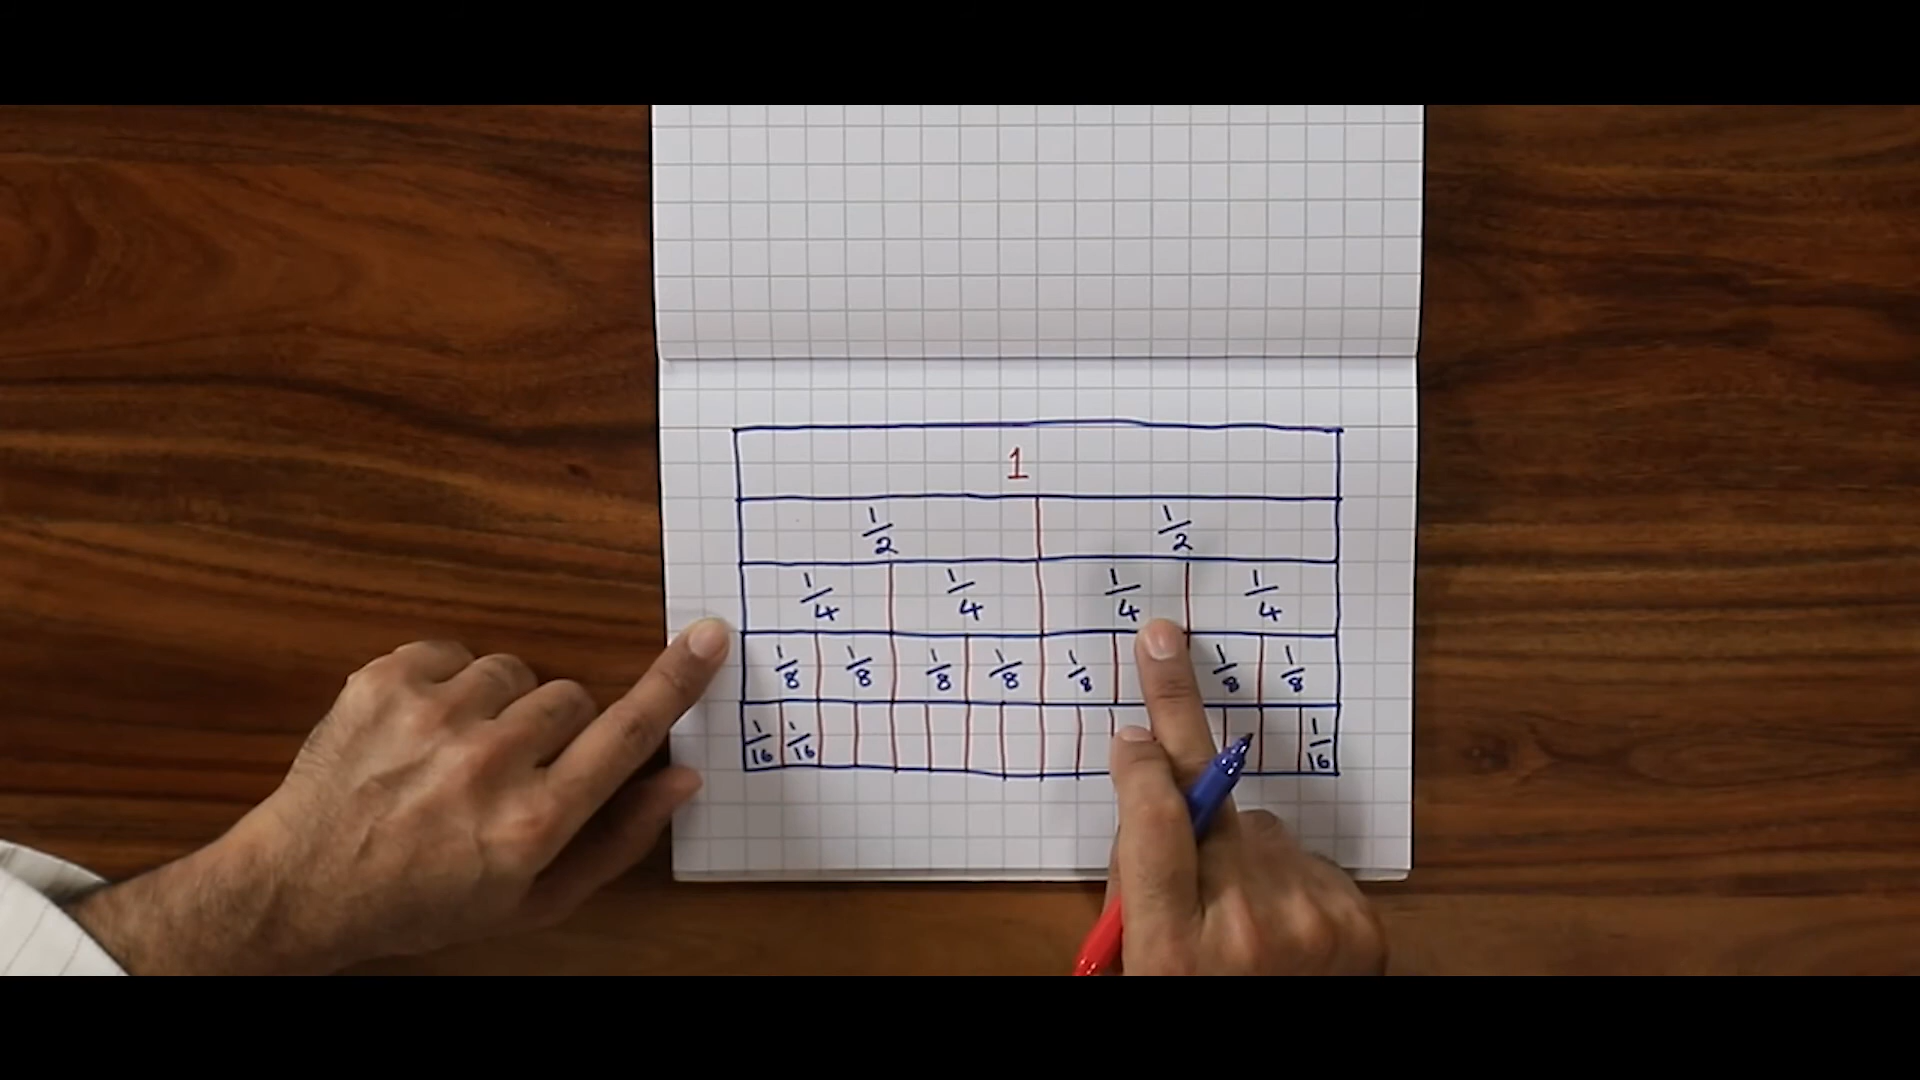 1
1/2 1/2
1/4 1/4 1/4 1/4
1/8 1/8 1/8 1/8 1/8 1/8 1/8
1/16 1/16 1/16